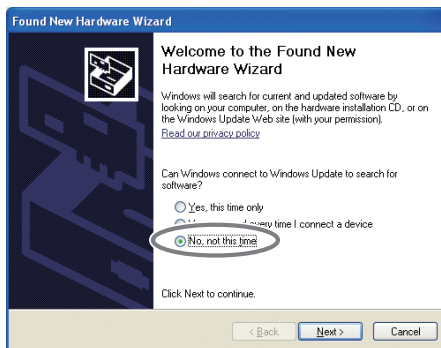 Found New Hardware Wizard
Welcome to the Found New
Hardware Wizard
Windows will search for current and updated software by
looking on your computer, on the hardware installation CD, or on
the Windows Update Web site (with your permission).
Read our privacy policy
Can Windows connect to Windows Update to search for
software?
Yes, this time only
every time I connect a device
No, not this time
Click Next to continue.
< Back
Next >
Cancel